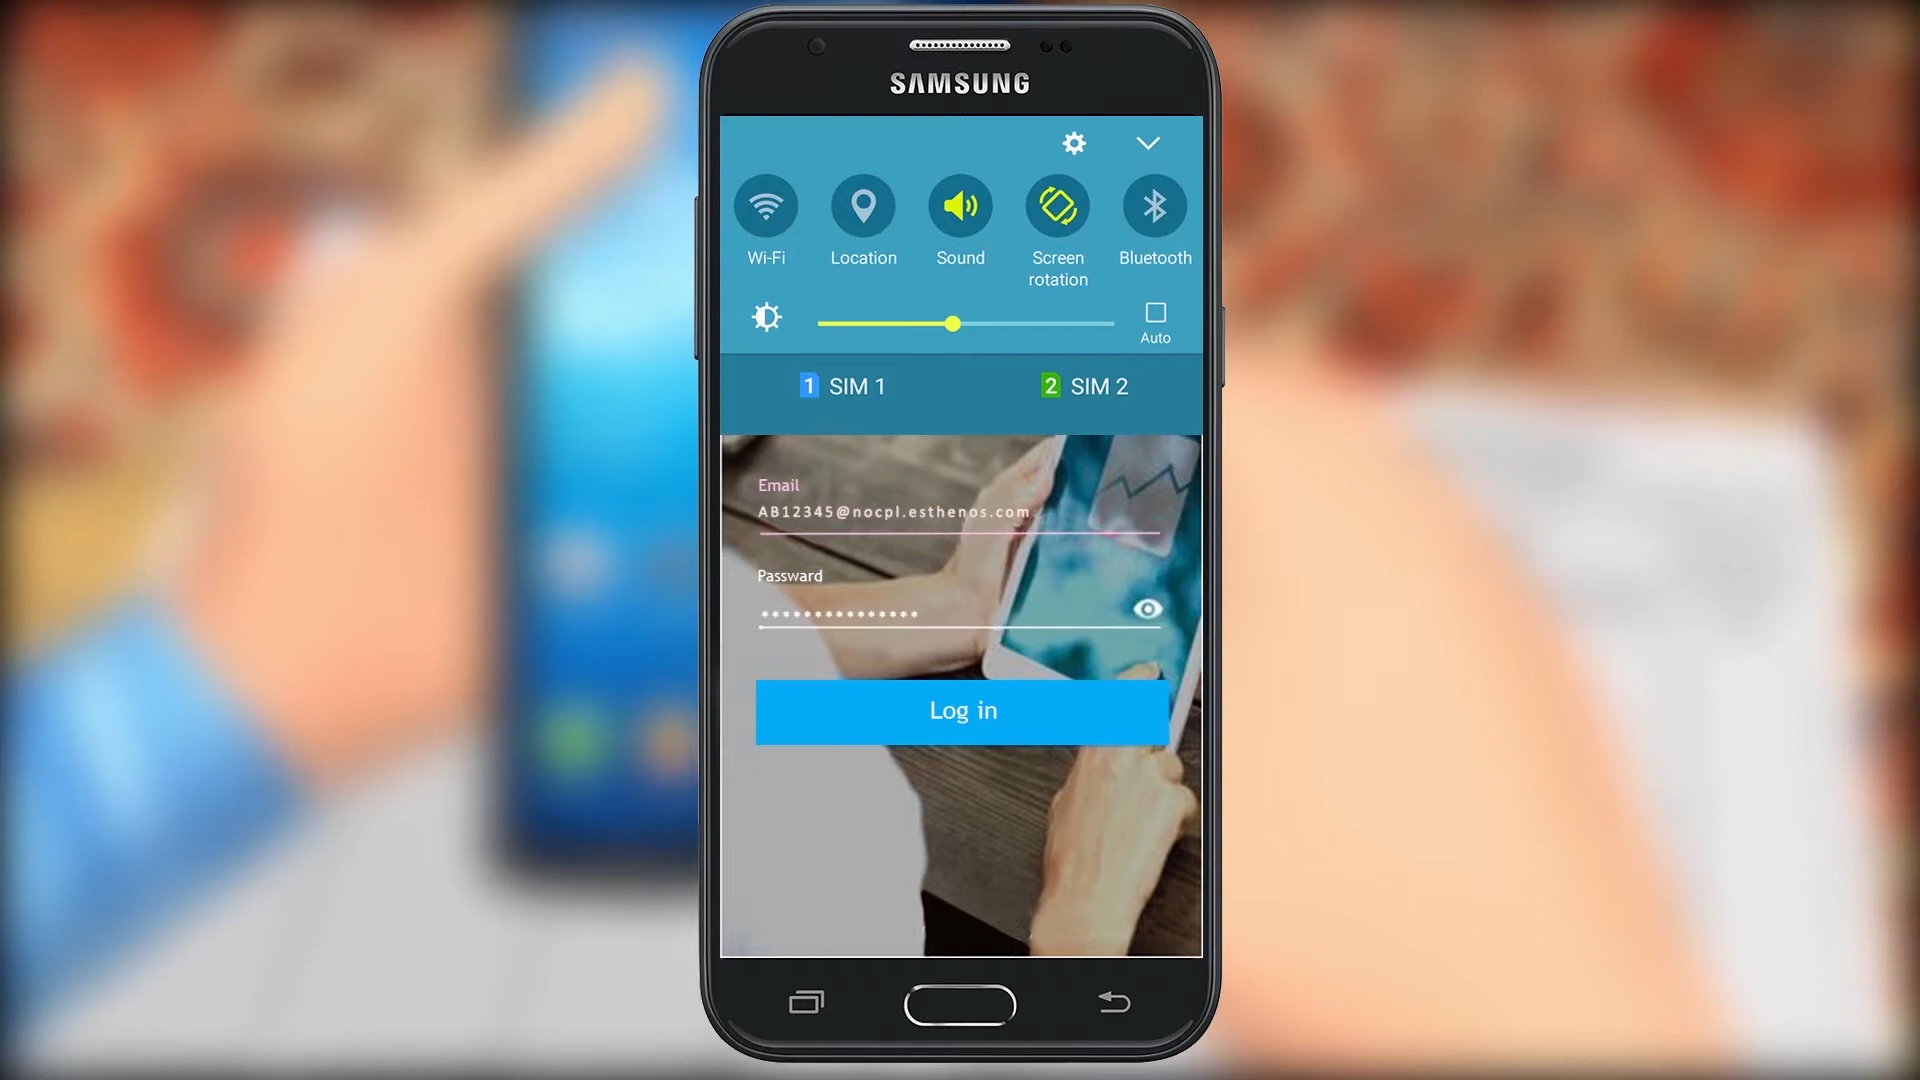 SAMSUNG
Wi-Fi
Location
Sound
Screen
rotation
Bluetooth
Auto
1 SIM 1
2 SIM 2
Email
AB12345@nocpl.esthenos.com
Passward
***************
Log in